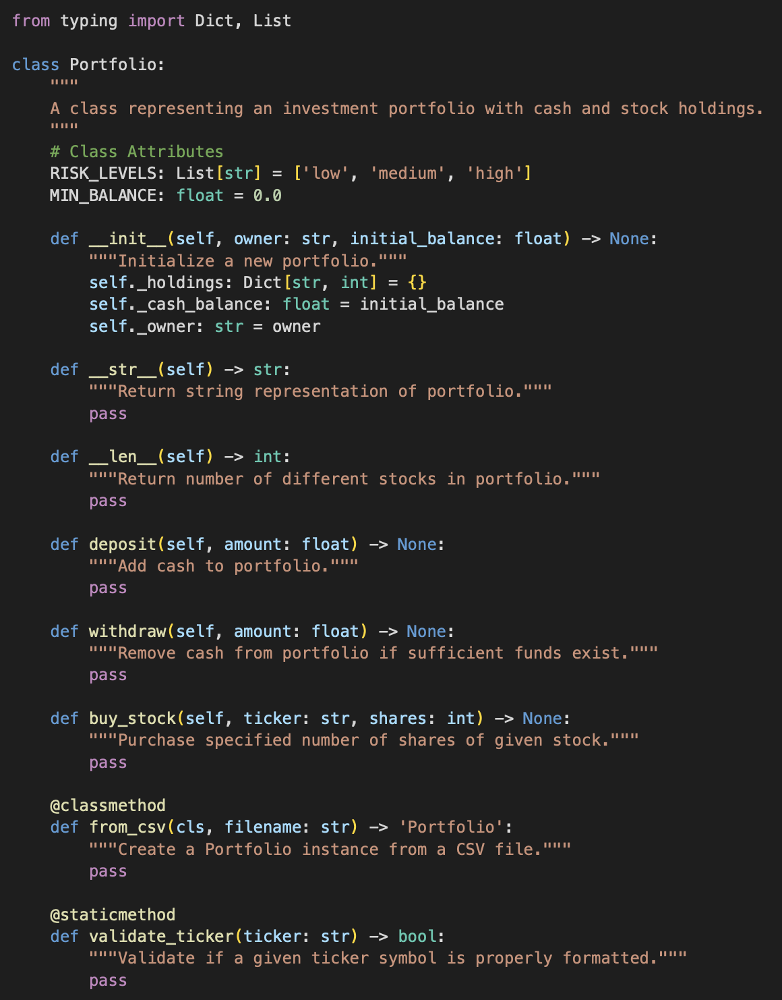 from typing import Dict, List

class Portfolio:
    """
    A class representing an investment portfolio with cash and stock holdings.
    """
    # Class Attributes
    RISK_LEVELS: List[str] = ['low', 'medium', 'high']
    MIN_BALANCE: float = 0.0

    def __init__(self, owner: str, initial_balance: float) -> None:
        """Initialize a new portfolio."""
        self._holdings: Dict[str, int] = {}
        self._cash_balance: float = initial_balance
        self._owner: str = owner

    def __str__(self) -> str:
        """Return string representation of portfolio."""
        pass

    def __len__(self) -> int:
        """Return number of different stocks in portfolio."""
        pass

    def deposit(self, amount: float) -> None:
        """Add cash to portfolio."""
        pass

    def withdraw(self, amount: float) -> None:
        """Remove cash from portfolio if sufficient funds exist."""
        pass

    def buy_stock(self, ticker: str, shares: int) -> None:
        """Purchase specified number of shares of given stock."""
        pass

    @classmethod
    def from_csv(cls, filename: str) -> 'Portfolio':
        """Create a Portfolio instance from a CSV file."""
        pass

    @staticmethod
    def validate_ticker(ticker: str) -> bool:
        """Validate if a given ticker symbol is properly formatted."""
        pass